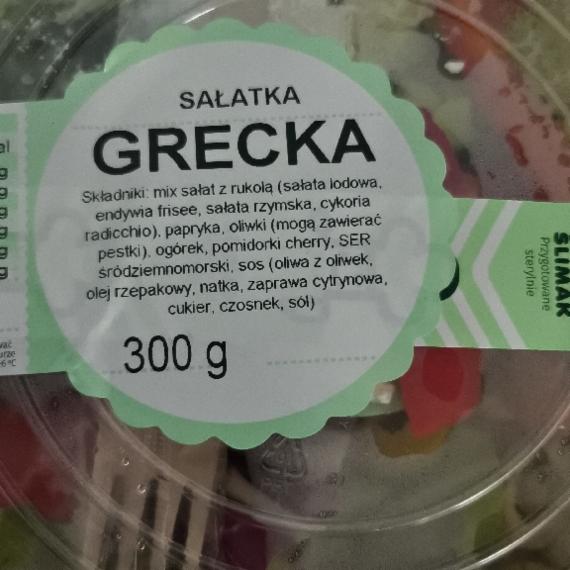 SAŁATKA
GRECKA
Składniki: mix sałat z rukolą (sałata lodowa,
endywia frisee, sałata rzymska, cykoria
radicchio), papryka, oliwki (mogą zawierać
pestki), ogórek, pomidorki cherry, SER
śródziemnomorski, sos (oliwa z oliwek,
olej rzepakowy, natka, zaprawa cytrynowa,
cukier, czosnek, sól)
300 g
al
g
g
g
g
g
g
ŚLIMAK
Przygotowane
sterylnie